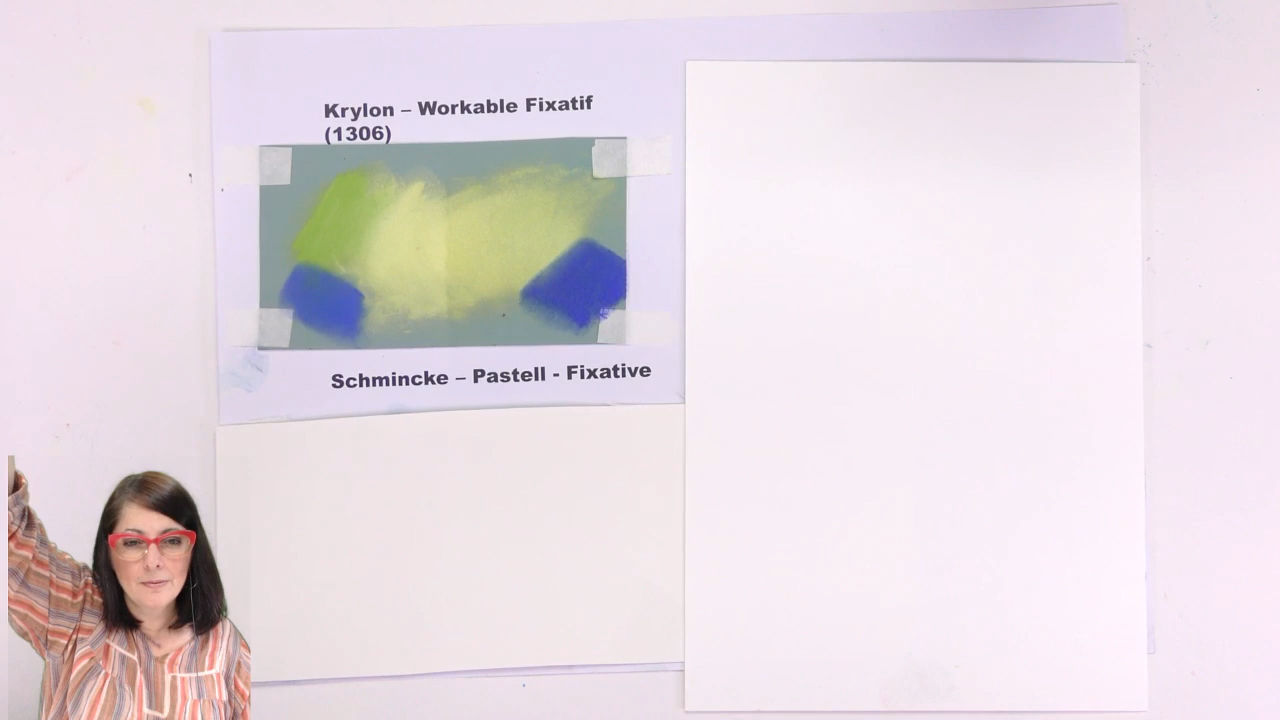 Krylon – Workable Fixatif
(1306)
Schmincke – Pastell - Fixative